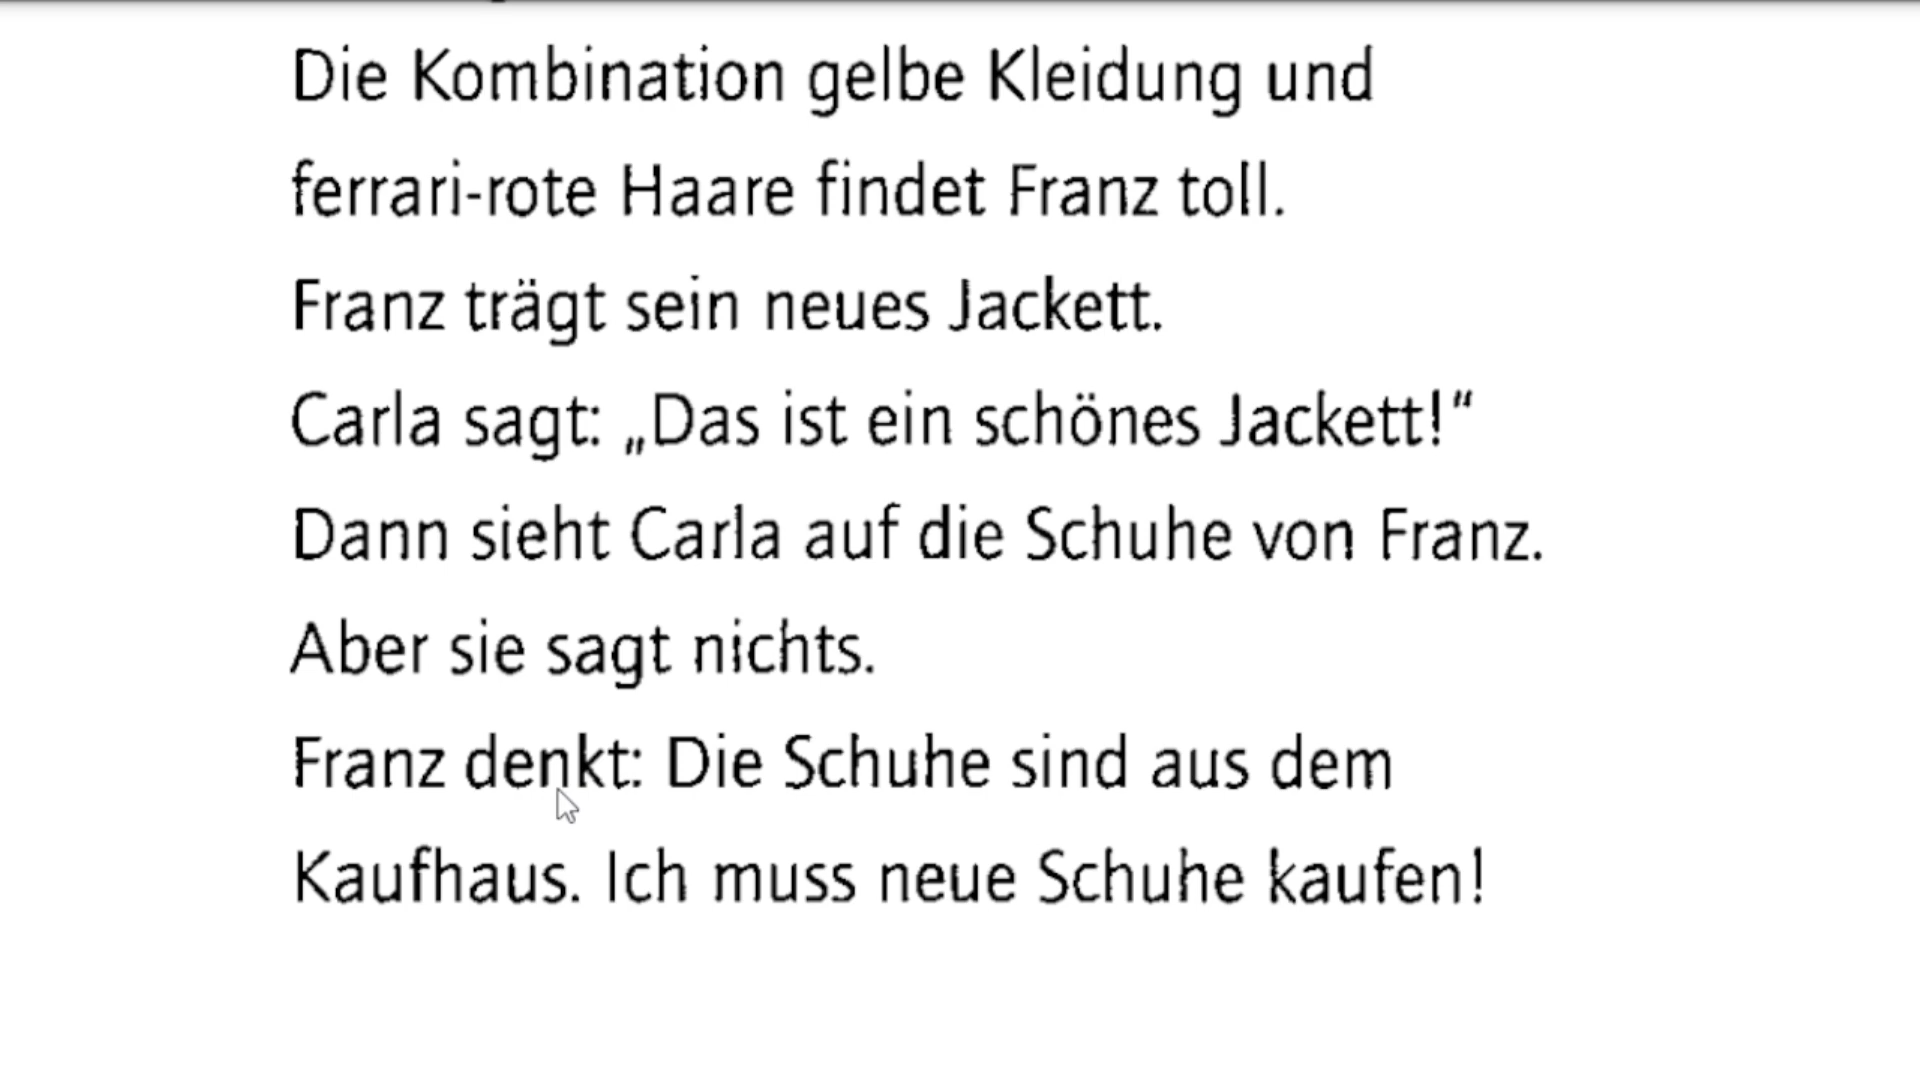 Die Kombination gelbe Kleidung und
ferrari-rote Haare findet Franz toll.
Franz trägt sein neues Jackett.
Carla sagt: „Das ist ein schönes Jackett!“
Dann sieht Carla auf die Schuhe von Franz.
Aber sie sagt nichts.
Franz denkt: Die Schuhe sind aus dem
Kaufhaus. Ich muss neue Schuhe kaufen!